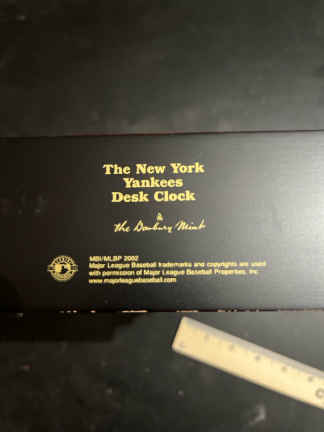 The New York
Yankees
Desk Clock
the Danbury Mint
MBI/MLBP 2002
Major League Baseball trademarks and copyrights are used
with permission of Major League Baseball Properties, Inc.
www.majorleaguebaseball.com